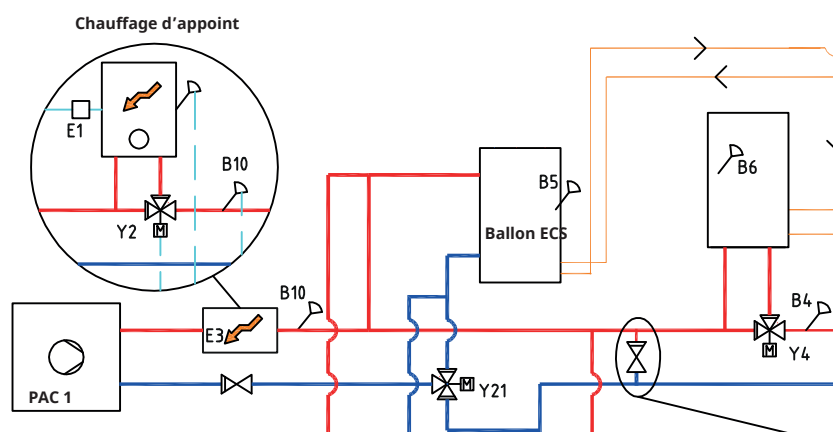 Chauffage d’appoint
E1
B10
Y2
M
B5
Ballon ECS
B6
B10
E3
B4
M
Y4
PAC 1
M
Y21